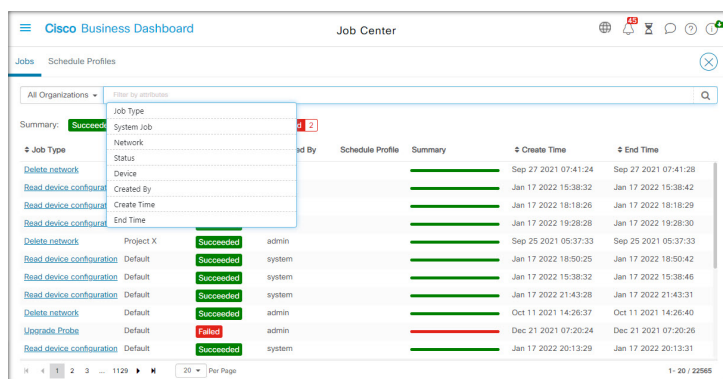 Cisco Business Dashboard
Job Center
45
Jobs Schedule Profiles
All Organizations
Filter by attributes
Summary: 2
Job Type
System Job
Network
Status
Device
Created By
Create Time
End Time
Job Type By Schedule Profile Summary Create Time End Time
Delete network Sep 27 2021 07:41:24 Sep 27 2021 07:41:28
Read device configurat Jan 17 2022 15:38:32 Jan 17 2022 15:38:42
Read device configurat Jan 17 2022 18:18:26 Jan 17 2022 18:18:29
Read device configurat Jan 17 2022 19:28:28 Jan 17 2022 19:28:30
Delete network Project X Succeeded admin Sep 25 2021 05:37:33 Sep 25 2021 05:37:33
Read device configuration Default Succeeded system Jan 17 2022 18:50:25 Jan 17 2022 18:50:42
Read device configuration Default Succeeded system Jan 17 2022 15:38:32 Jan 17 2022 15:38:46
Read device configuration Default Succeeded system Jan 17 2022 21:43:28 Jan 17 2022 21:43:31
Delete network Default Succeeded admin Oct 11 2021 14:26:37 Oct 11 2021 14:26:40
Upgrade Probe Default Failed admin Dec 21 2021 07:20:24 Dec 21 2021 07:20:26
Read device configuration Default Succeeded system Jan 17 2022 20:13:29 Jan 17 2022 20:13:31
1 2 3 ... 1129 20 Per Page 1- 20 / 22565